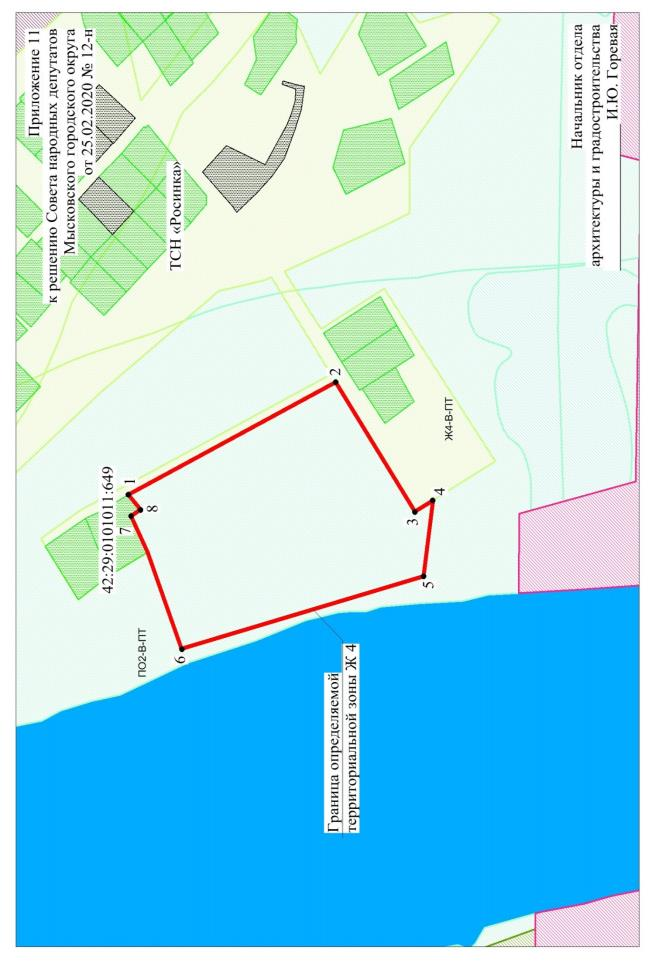 Приложение 11
к решению Совета народных депутатов
Мысковского городского округа
от 25.02.2020 № 12-н
ТСН «Росинка»
42:29:0101011:649
1
7
8
2
ПО2-В-ПТ
6
3
4
5
Ж4-В-ПТ
Граница определяемой
территориальной зоны Ж 4
Начальник отдела
архитектуры и градостроительства
И.Ю. Горевая